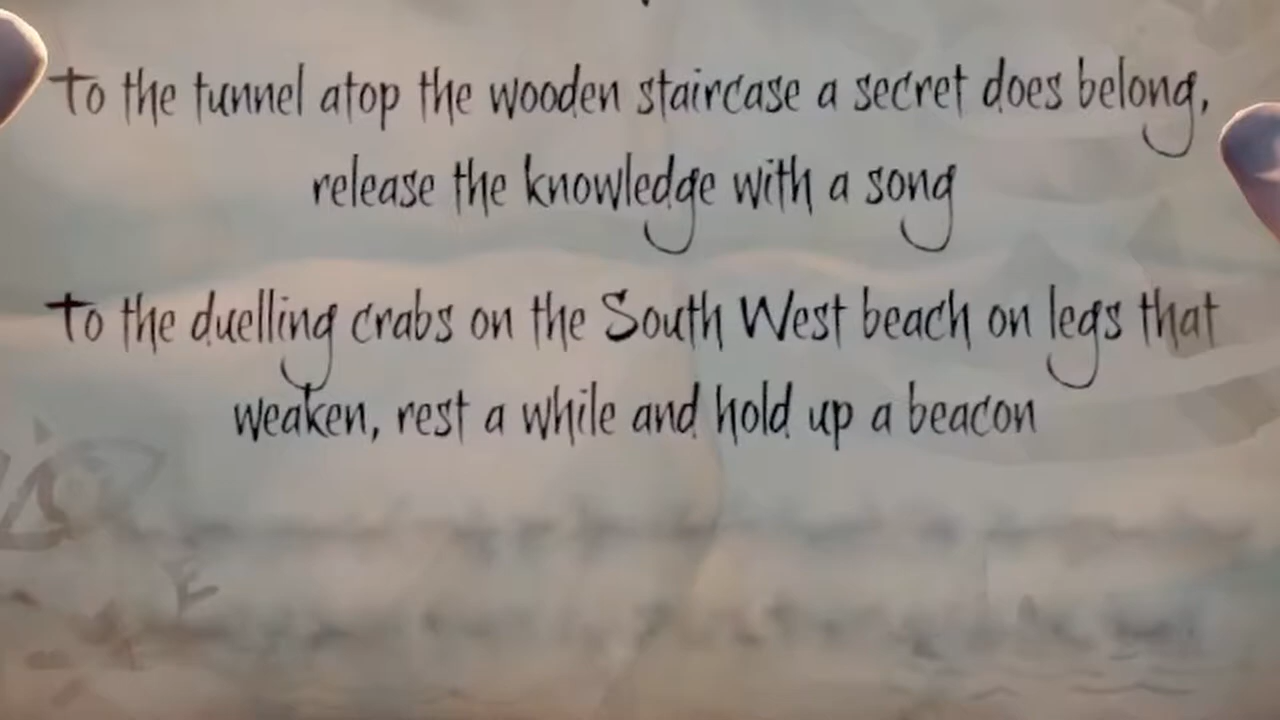 To the tunnel atop the wooden staircase a secret does belong,
release the knowledge with a song
To the duelling crabs on the South West beach on legs that
weaken, rest a while and hold up a beacon